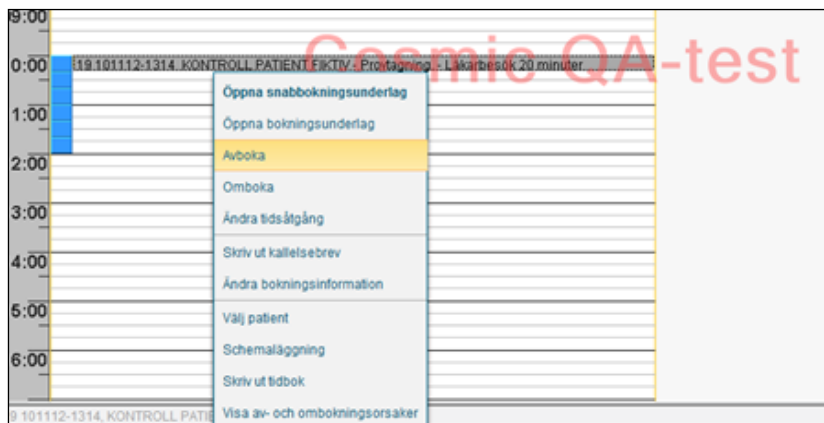 9:00
Cosmic QA-test
0:00
19 101112-1314, KONTROLL PATIENT FIKTIV - Provtagning, - Läkarbesök 20 minuter
Öppna snabbokningsunderlag
1:00
Öppna bokningsunderlag
Avboka
2:00
Omboka
3:00
Ändra tidsåtgång
4:00
Skriv ut kallelsebrev
Ändra bokningsinformation
5:00
Välj patient
6:00
Schemaläggning
Skriv ut tidbok
9 101112-1314, KONTROLL PATIE
Visa av- och ombokningsorsaker